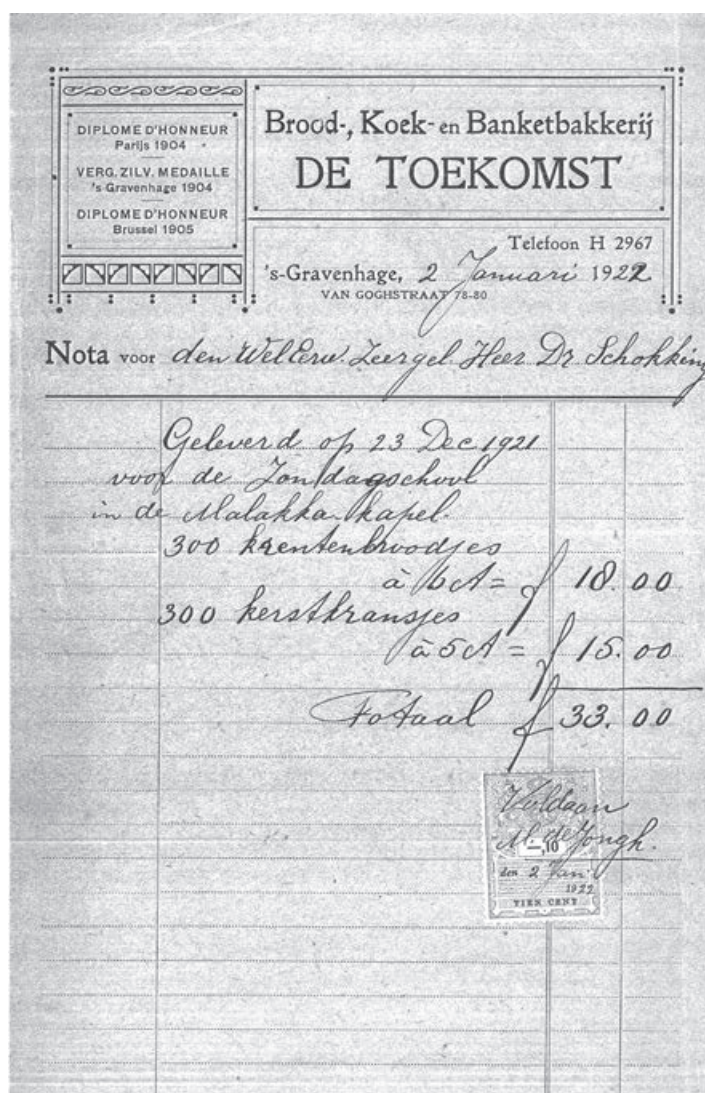 DIPLOME D'HONNEUR
Parijs 1904
VERG. ZILV. MEDAILLE
's Gravenhage 1904
DIPLOME D'HONNEUR
Brussel 1905
Brood-, Koek- en Banketbakkerij
DE TOEKOMST
Telefoon H 2967
's-Gravenhage, 2 Januari 1922
VAN GOGHSTRAAT 78-80
Nota voor den WelEerw. Zeergel. Heer Dr. Schokking
Geleverd op 23 Dec 1921
voor de Zondagschool
in de Malakka kapel.
300 krentenbroodjes
à 6 ct = f 18.00
300 kerstkransjes
à 5 ct = f 15.00
Totaal f 33.00
Voldaan
M. de Jongh.
-,10
den 2 Jan.
1922
TIEN CENT